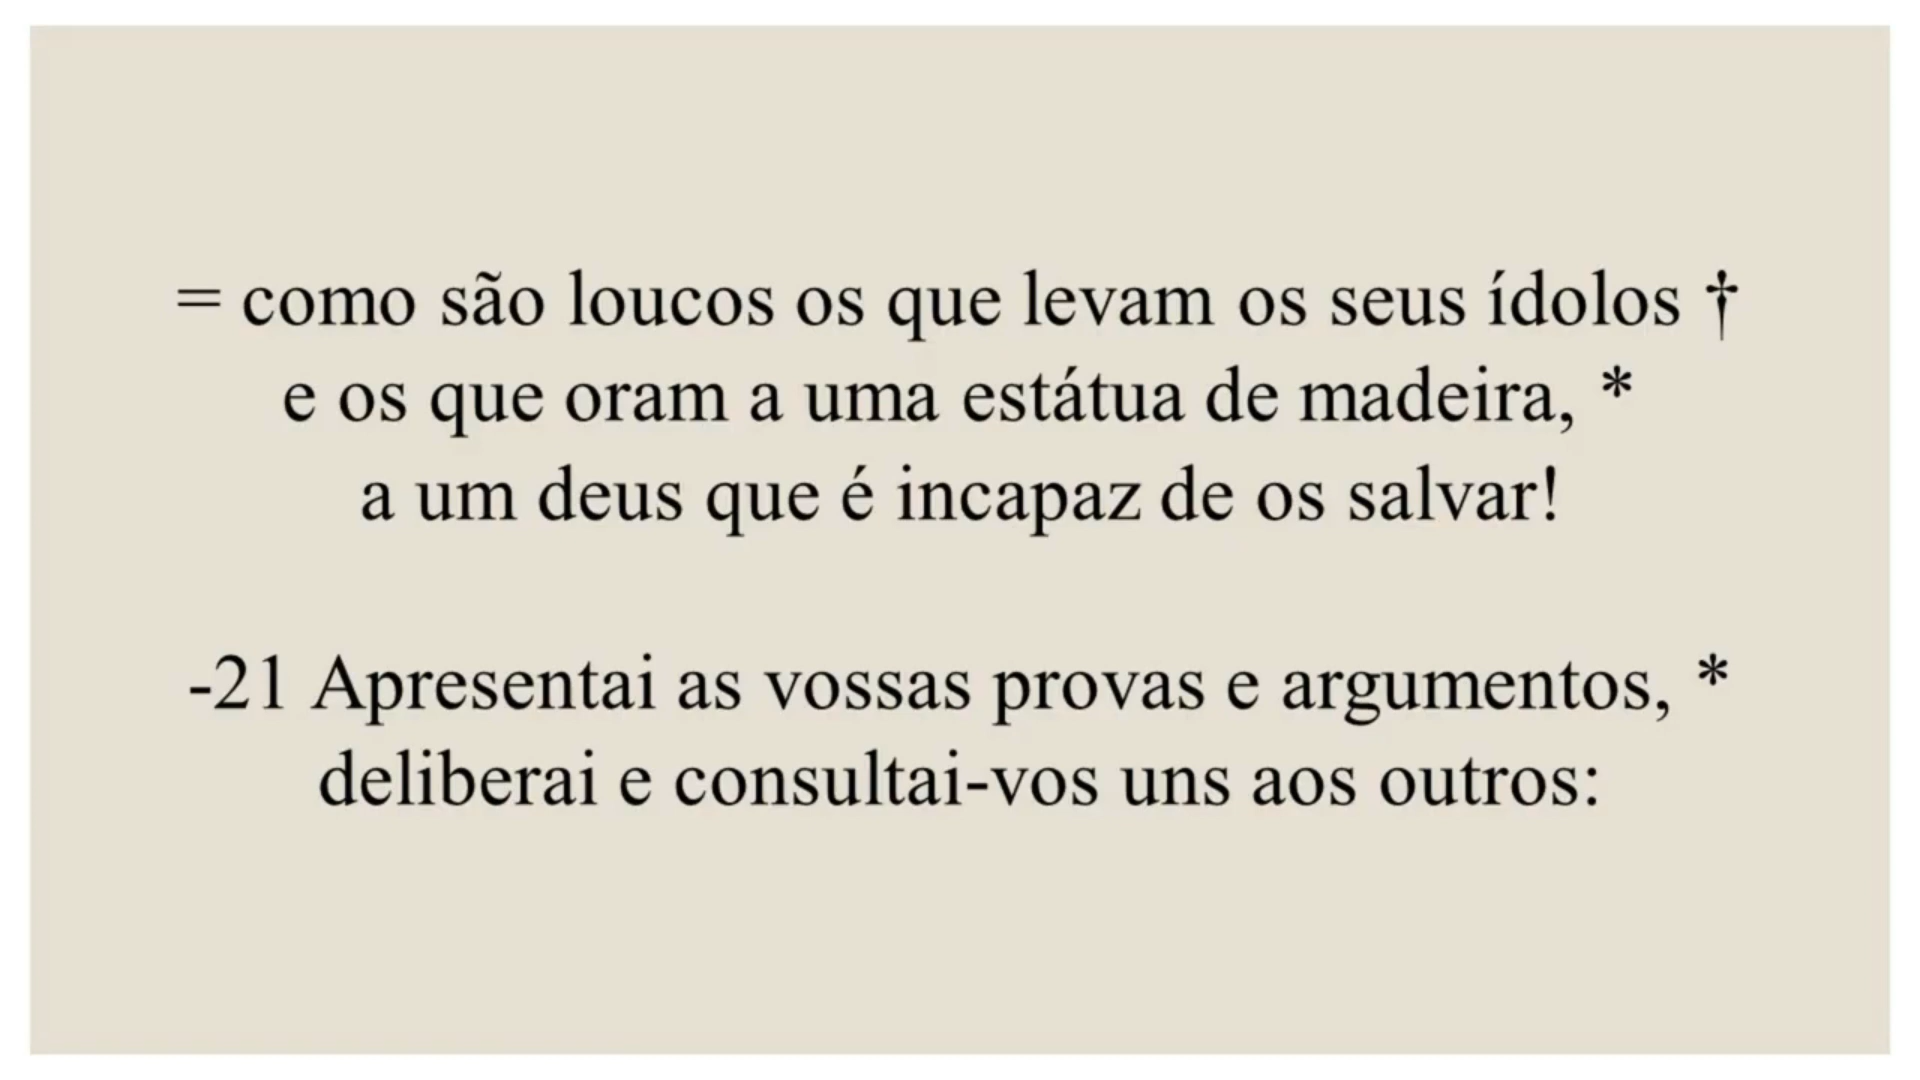 = como são loucos os que levam os seus ídolos †
e os que oram a uma estátua de madeira, *
a um deus que é incapaz de os salvar!
-21 Apresentai as vossas provas e argumentos, *
deliberai e consultai-vos uns aos outros: